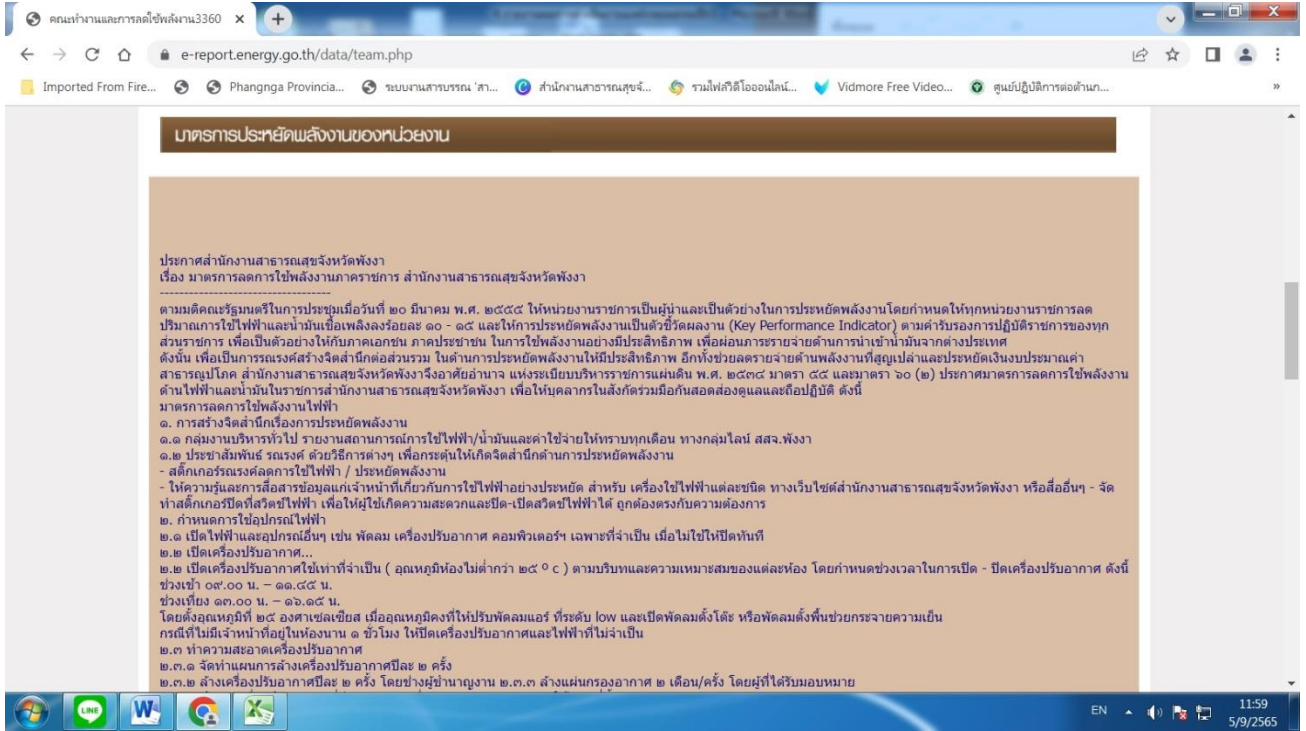 คณะทำงานและการลดใช้พลังงาน3360
e-report.energy.go.th/data/team.php
Imported From Fire...
Phangnga Provincia...
ระบบงานสารบรรณ 'สา...
สำนักงานสาธารณสุขจั...
รวมไฟล์วิดีโอออนไลน์...
Vidmore Free Video...
ศูนย์ปฏิบัติการต่อต้านก...
มาตรการประหยัดพลังงานของหน่วยงาน
ประกาศสำนักงานสาธารณสุขจังหวัดพังงา
เรื่อง มาตรการลดการใช้พลังงานภาคราชการ สำนักงานสาธารณสุขจังหวัดพังงา
-----------------------------------
ตามมติคณะรัฐมนตรีในการประชุมเมื่อวันที่ ๒๐ มีนาคม พ.ศ. ๒๕๕๕ ให้หน่วยงานราชการเป็นผู้นำและเป็นตัวอย่างในการประหยัดพลังงานโดยกำหนดให้ทุกหน่วยงานราชการลด
ปริมาณการใช้ไฟฟ้าและน้ำมันเชื้อเพลิงลงร้อยละ ๑๐ - ๑๕ และให้การประหยัดพลังงานเป็นตัวชี้วัดผลงาน (Key Performance Indicator) ตามคำรับรองการปฏิบัติราชการของทุก
ส่วนราชการ เพื่อเป็นตัวอย่างให้กับภาคเอกชน ภาคประชาชน ในการใช้พลังงานอย่างมีประสิทธิภาพ เพื่อผ่อนภาระรายจ่ายด้านการนำเข้าน้ำมันจากต่างประเทศ
ดังนั้น เพื่อเป็นการรณรงค์สร้างจิตสำนึกต่อส่วนรวม ในด้านการประหยัดพลังงานให้มีประสิทธิภาพ อีกทั้งช่วยลดรายจ่ายด้านพลังงานที่สูญเปล่าและประหยัดเงินงบประมาณค่า
สาธารณูปโภค สำนักงานสาธารณสุขจังหวัดพังงาจึงอาศัยอำนาจ แห่งระเบียบบริหารราชการแผ่นดิน พ.ศ. ๒๕๓๔ มาตรา ๕๕ และมาตรา ๖๐ (๒) ประกาศมาตรการลดการใช้พลังงาน
ด้านไฟฟ้าและน้ำมันในราชการสำนักงานสาธารณสุขจังหวัดพังงา เพื่อให้บุคลากรในสังกัดร่วมมือกันสอดส่องดูแลและถือปฏิบัติ ดังนี้
มาตรการลดการใช้พลังงานไฟฟ้า
๑. การสร้างจิตสำนึกเรื่องการประหยัดพลังงาน
๑.๑ กลุ่มงานบริหารทั่วไป รายงานสถานการณ์การใช้ไฟฟ้า/น้ำมันและค่าใช้จ่ายให้ทราบทุกเดือน ทางกลุ่มไลน์ สสจ.พังงา
๑.๒ ประชาสัมพันธ์ รณรงค์ ด้วยวิธีการต่างๆ เพื่อกระตุ้นให้เกิดจิตสำนึกด้านการประหยัดพลังงาน
- สติ๊กเกอร์รณรงค์ลดการใช้ไฟฟ้า / ประหยัดพลังงาน
- ให้ความรู้และการสื่อสารข้อมูลแก่เจ้าหน้าที่เกี่ยวกับการใช้ไฟฟ้าอย่างประหยัด สำหรับ เครื่องใช้ไฟฟ้าแต่ละชนิด ทางเว็บไซต์สำนักงานสาธารณสุขจังหวัดพังงา หรือสื่ออื่นๆ - จัด
ทำสติ๊กเกอร์ปิดที่สวิตช์ไฟฟ้า เพื่อให้ผู้ใช้เกิดความสะดวกและปิด-เปิดสวิตช์ไฟฟ้าได้ ถูกต้องตรงกับความต้องการ
๒. กำหนดการใช้อุปกรณ์ไฟฟ้า
๒.๑ เปิดไฟฟ้าและอุปกรณ์อื่นๆ เช่น พัดลม เครื่องปรับอากาศ คอมพิวเตอร์ฯ เฉพาะที่จำเป็น เมื่อไม่ใช้ให้ปิดทันที
๒.๒ เปิดเครื่องปรับอากาศ...
๒.๒ เปิดเครื่องปรับอากาศใช้เท่าที่จำเป็น ( อุณหภูมิห้องไม่ต่ำกว่า ๒๕ º c ) ตามบริบทและความเหมาะสมของแต่ละห้อง โดยกำหนดช่วงเวลาในการเปิด - ปิดเครื่องปรับอากาศ ดังนี้
ช่วงเช้า ๐๙.๐๐ น. – ๑๑.๔๕ น.
ช่วงเที่ยง ๑๓.๐๐ น. – ๑๖.๑๕ น.
โดยตั้งอุณหภูมิที่ ๒๕ องศาเซลเซียส เมื่ออุณหภูมิคงที่ให้ปรับพัดลมแอร์ ที่ระดับ low และเปิดพัดลมตั้งโต๊ะ หรือพัดลมตั้งพื้นช่วยกระจายความเย็น
กรณีที่ไม่มีเจ้าหน้าที่อยู่ในห้องนาน ๑ ชั่วโมง ให้ปิดเครื่องปรับอากาศและไฟฟ้าที่ไม่จำเป็น
๒.๓ ทำความสะอาดเครื่องปรับอากาศ
๒.๓.๑ จัดทำแผนการล้างเครื่องปรับอากาศปีละ ๒ ครั้ง
๒.๓.๒ ล้างเครื่องปรับอากาศปีละ ๒ ครั้ง โดยช่างผู้ชำนาญงาน ๒.๓.๓ ล้างแผ่นกรองอากาศ ๒ เดือน/ครั้ง โดยผู้ที่ได้รับมอบหมาย
LINE
EN
11:59
5/9/2565